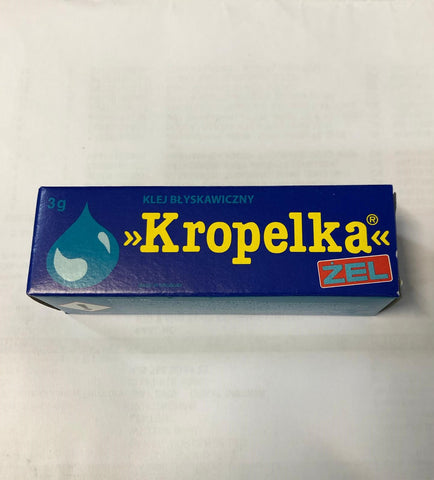 3g
KLEJ BŁYSKAWICZNY
»Kropelka®«
ŻEL